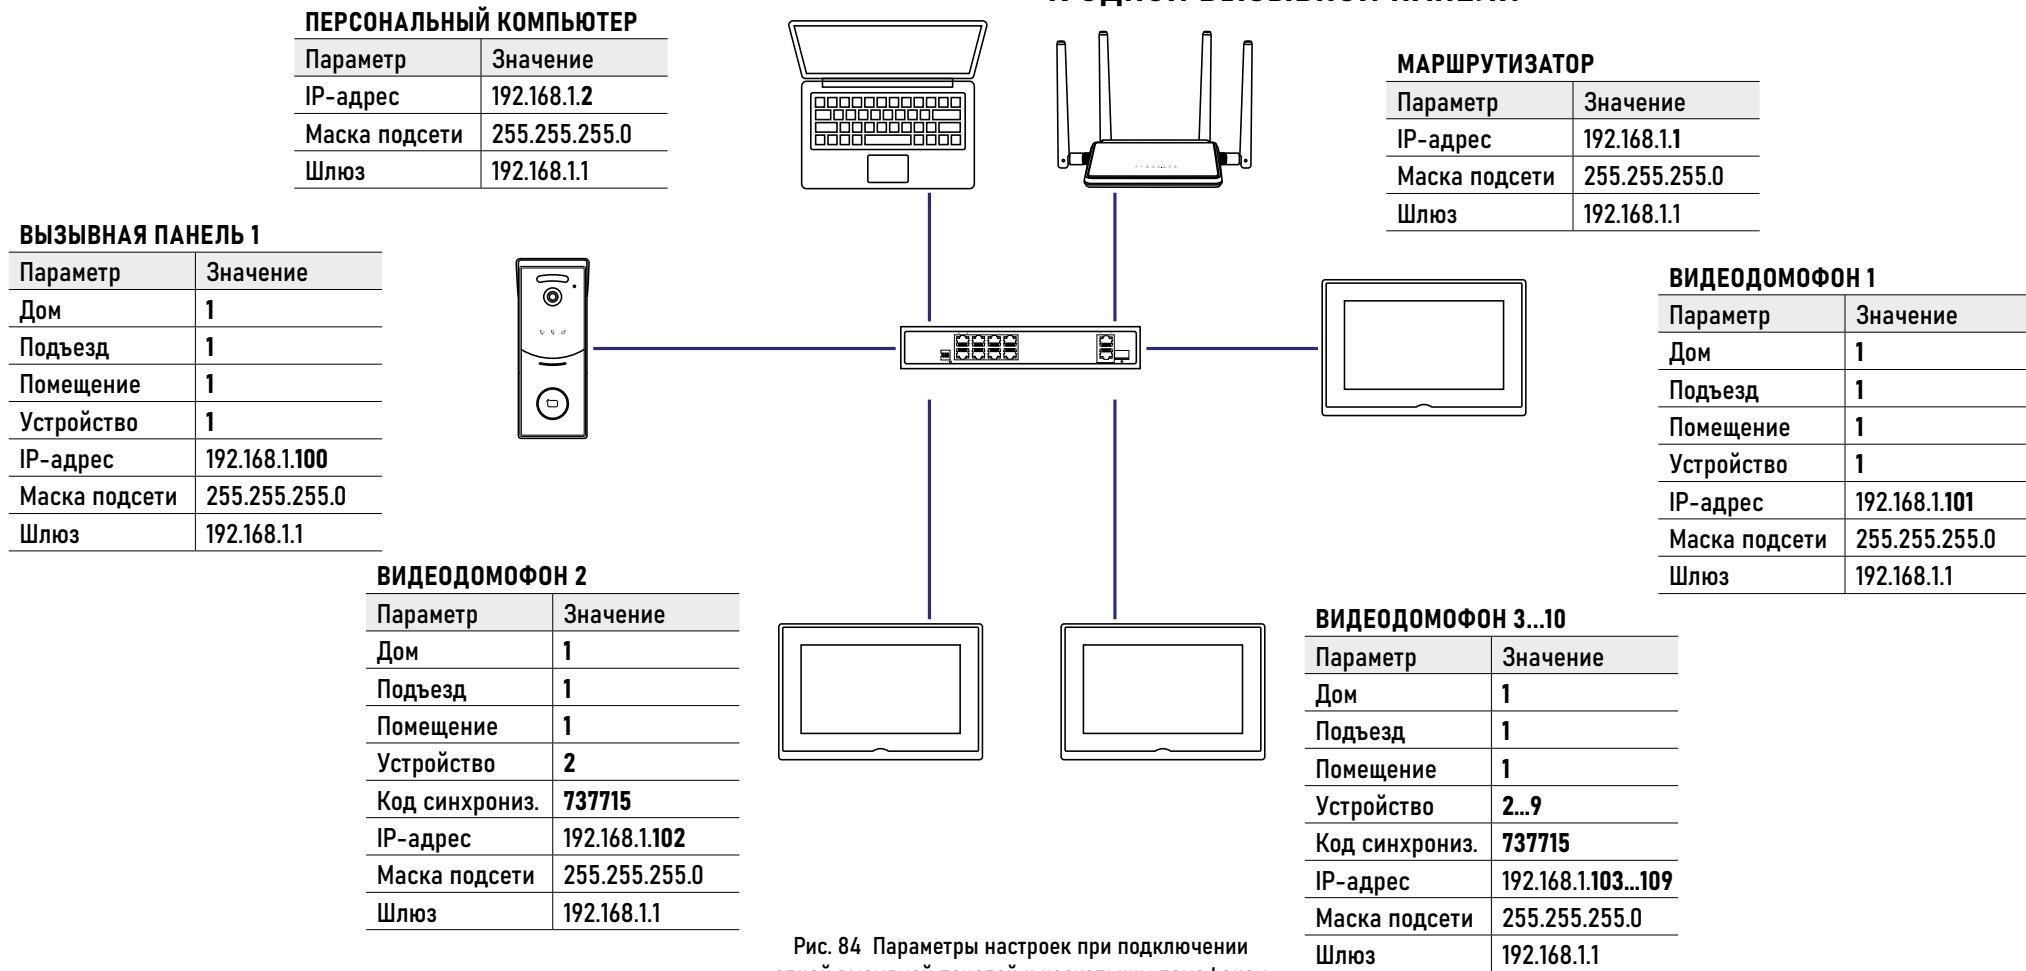 ПЕРСОНАЛЬНЫЙ КОМПЬЮТЕР
Параметр Значение
IP-адрес 192.168.1.2
Маска подсети 255.255.255.0
Шлюз 192.168.1.1
МАРШРУТИЗАТОР
Параметр Значение
IP-адрес 192.168.1.1
Маска подсети 255.255.255.0
Шлюз 192.168.1.1
ВЫЗЫВНАЯ ПАНЕЛЬ 1
Параметр Значение
Дом 1
Подъезд 1
Помещение 1
Устройство 1
IP-адрес 192.168.1.100
Маска подсети 255.255.255.0
Шлюз 192.168.1.1
ВИДЕОДОМОФОН 1
Параметр Значение
Дом 1
Подъезд 1
Помещение 1
Устройство 1
IP-адрес 192.168.1.101
Маска подсети 255.255.255.0
Шлюз 192.168.1.1
ВИДЕОДОМОФОН 2
Параметр Значение
Дом 1
Подъезд 1
Помещение 1
Устройство 2
Код синхрониз. 737715
IP-адрес 192.168.1.102
Маска подсети 255.255.255.0
Шлюз 192.168.1.1
ВИДЕОДОМОФОН 3...10
Параметр Значение
Дом 1
Подъезд 1
Помещение 1
Устройство 2...9
Код синхрониз. 737715
IP-адрес 192.168.1.103...109
Маска подсети 255.255.255.0
Шлюз 192.168.1.1
Рис. 84 Параметры настроек при подключении